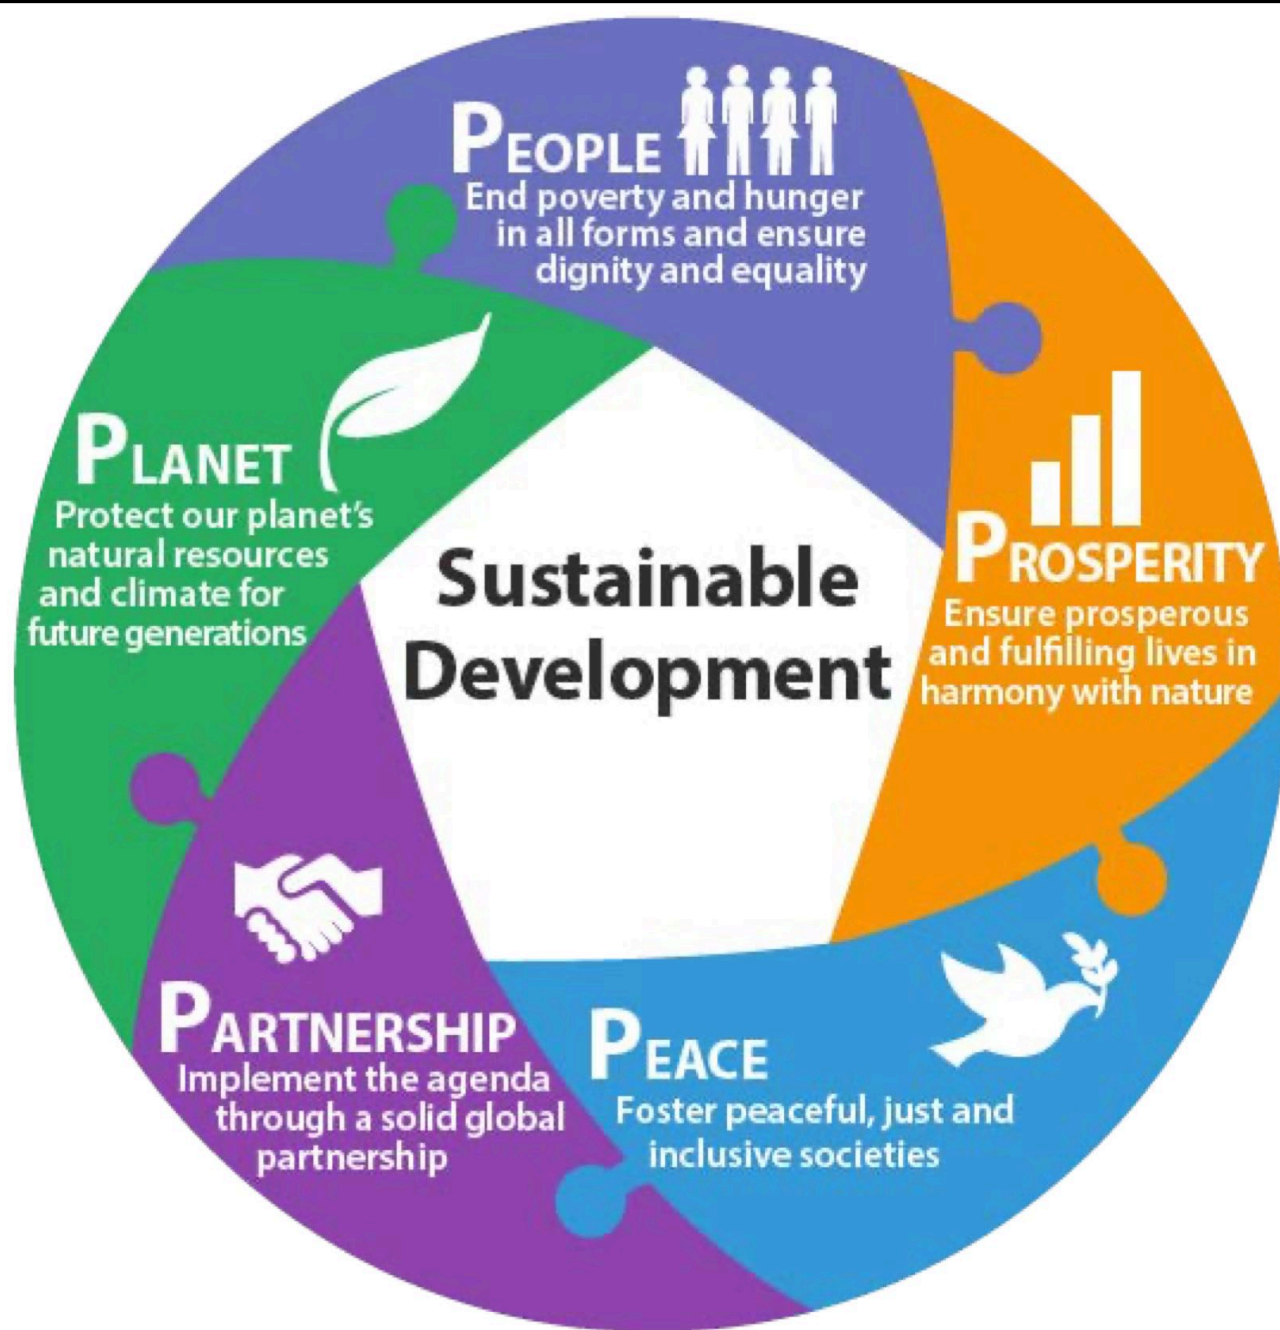 PEOPLE
End poverty and hunger
in all forms and ensure
dignity and equality
PROSPERITY
Ensure prosperous
and fulfilling lives in
harmony with nature
PEACE
Foster peaceful, just and
inclusive societies
PARTNERSHIP
Implement the agenda
through a solid global
partnership
PLANET
Protect our planet's
natural resources
and climate for
future generations
Sustainable
Development